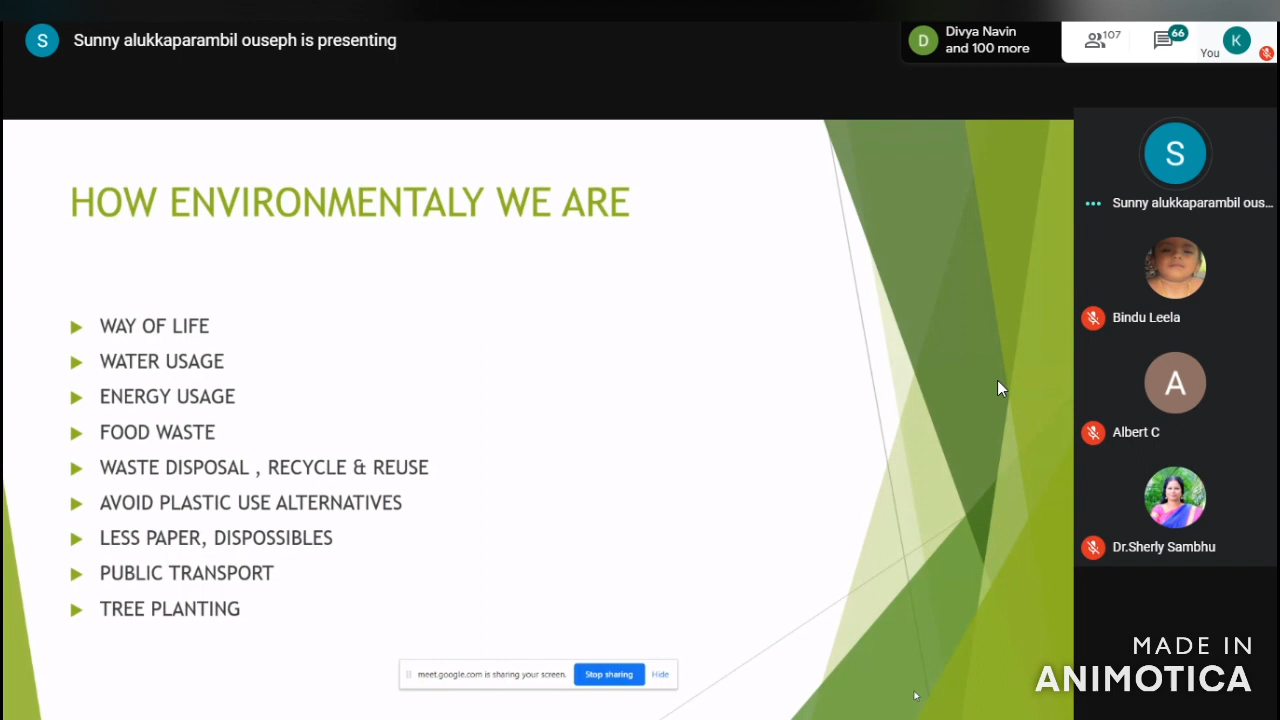 S
Sunny alukkaparambil ouseph is presenting
D
Divya Navin
and 100 more
107
66
You
K
HOW ENVIRONMENTALY WE ARE
WAY OF LIFE
WATER USAGE
ENERGY USAGE
FOOD WASTE
WASTE DISPOSAL , RECYCLE & REUSE
AVOID PLASTIC USE ALTERNATIVES
LESS PAPER, DISPOSSIBLES
PUBLIC TRANSPORT
TREE PLANTING
meet.google.com is sharing your screen.
Stop sharing
Hide
S
Sunny alukkaparambil ous...
Bindu Leela
A
Albert C
Dr.Sherly Sambhu
MADE IN
ANIMOTICA